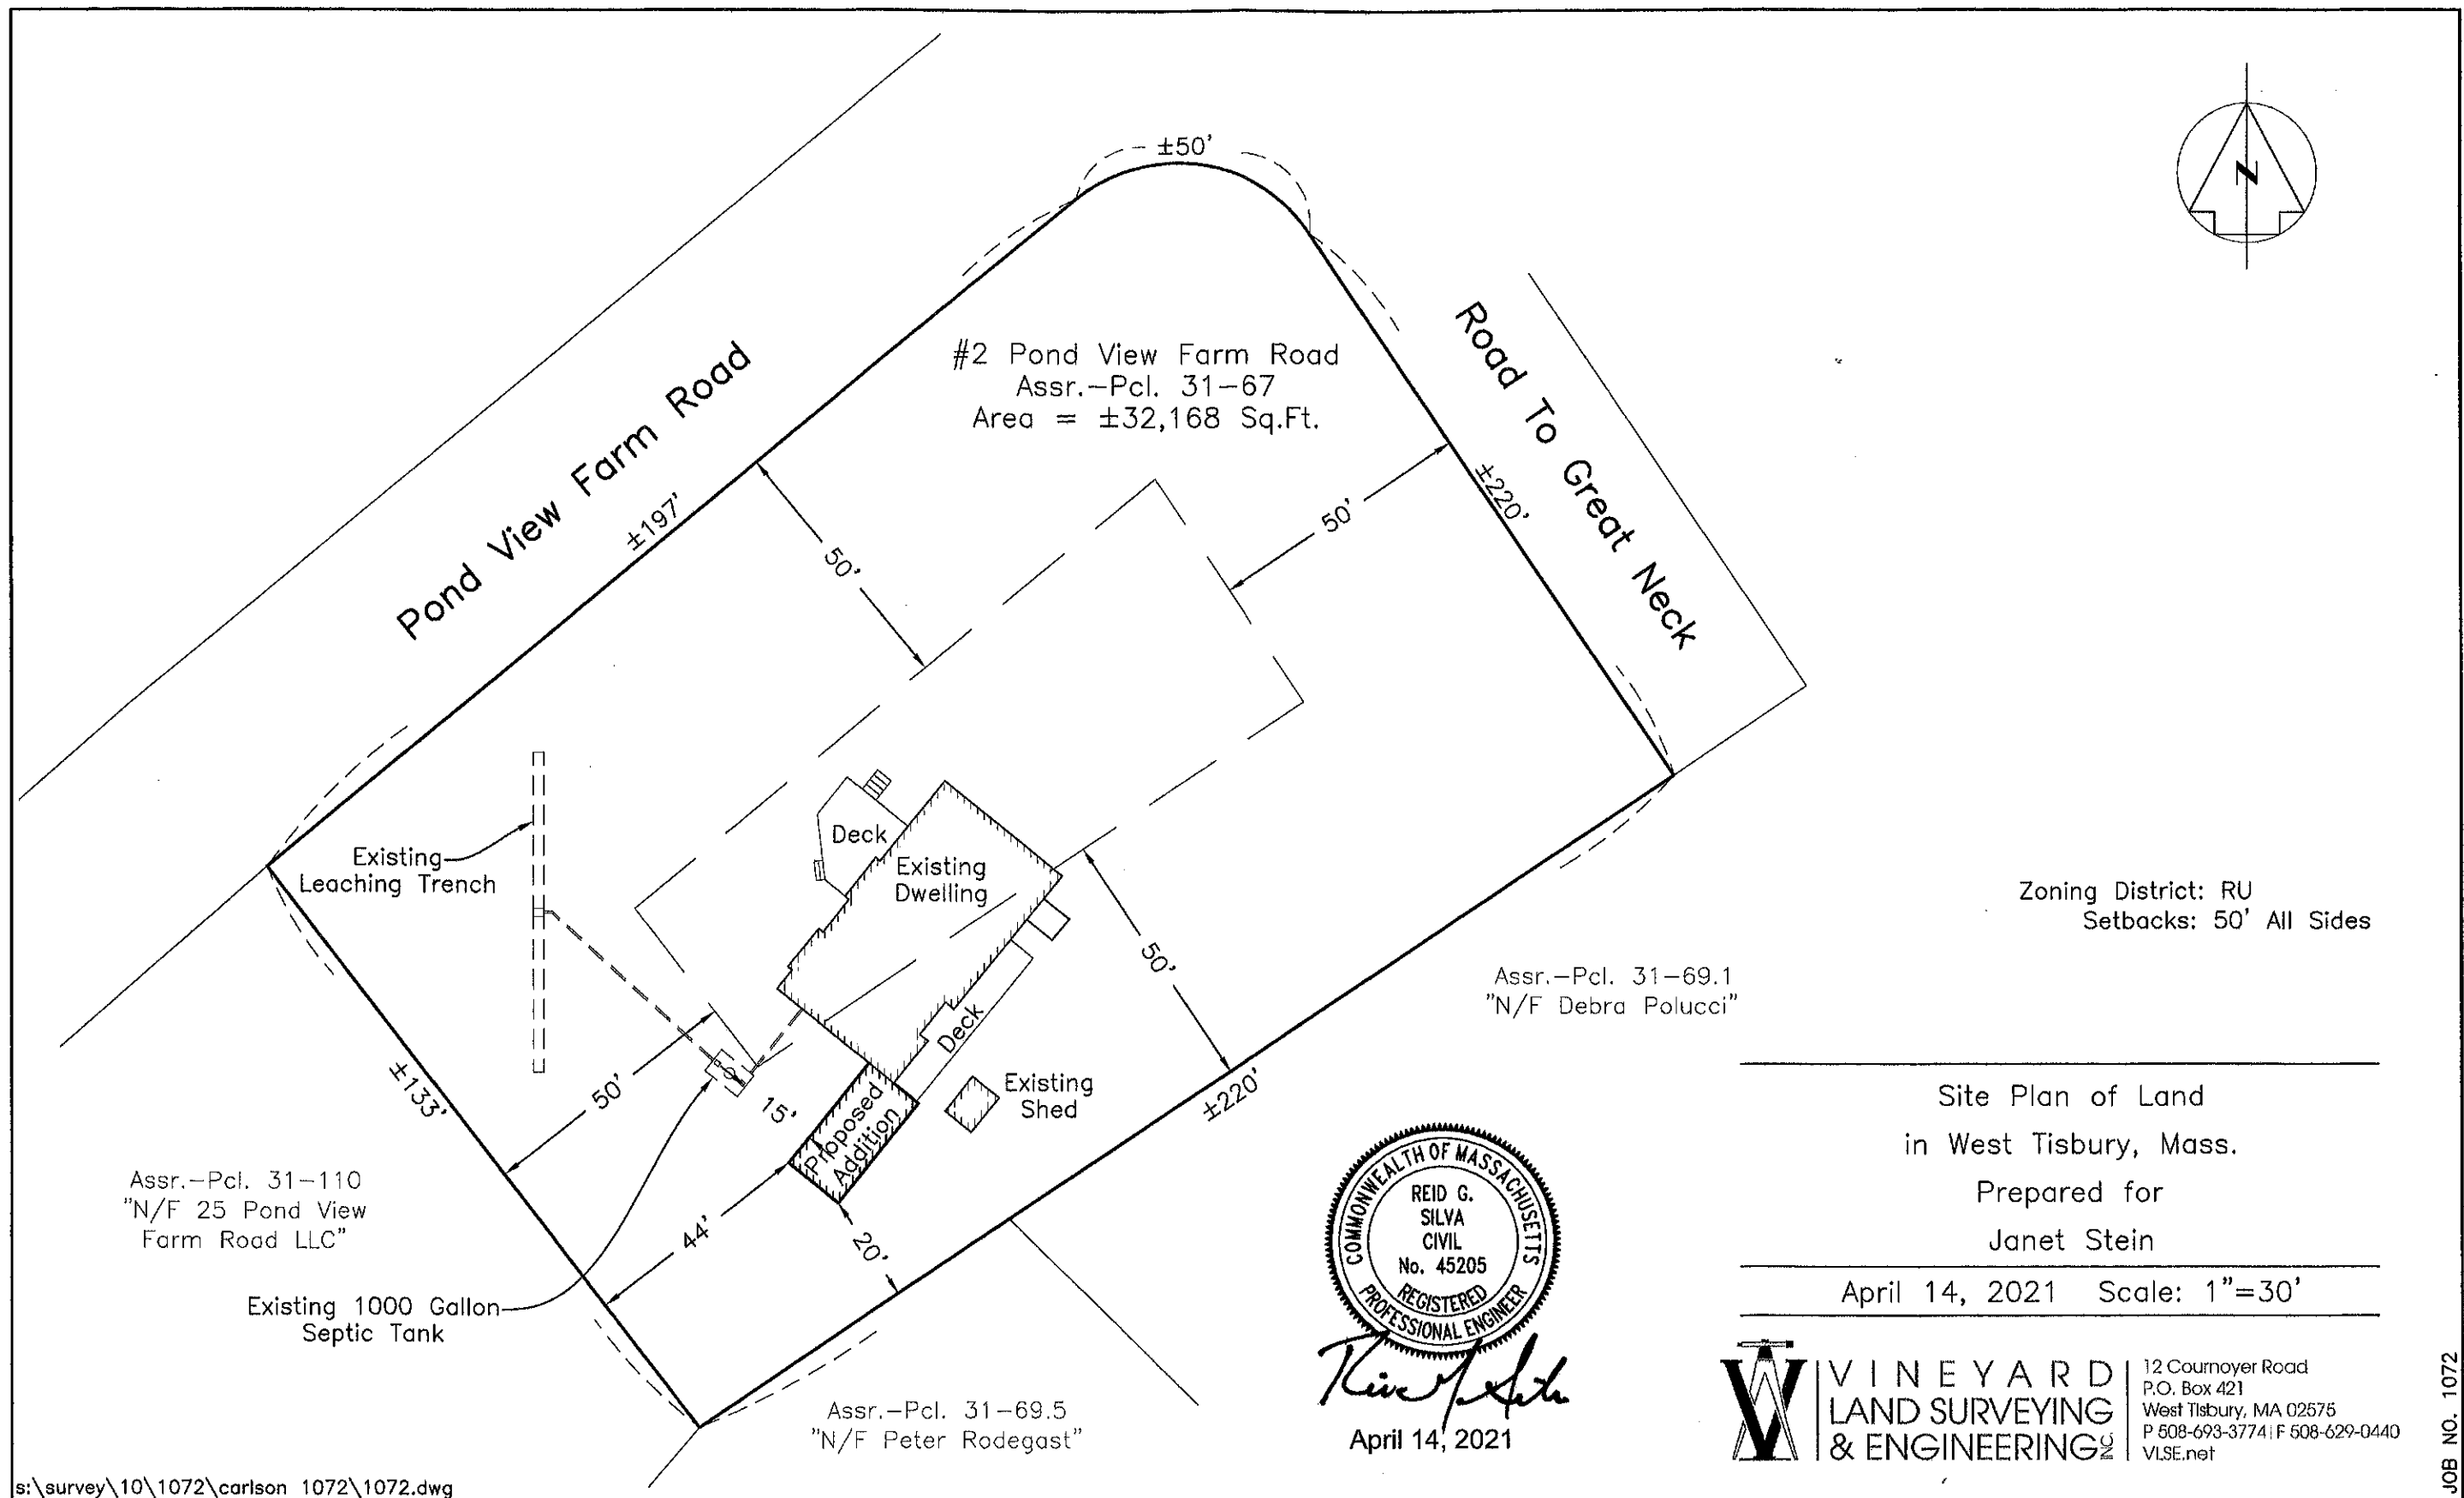 ±50'
N
#2 Pond View Farm Road
Assr.-Pcl. 31-67
Area = ±32,168 Sq.Ft.
Pond View Farm Road
±197'
50'
50'
±220'
Road To Great Neck
Existing
Leaching Trench
Deck
Existing
Dwelling
50'
Deck
Zoning District: RU
Setbacks: 50' All Sides
Assr.-Pcl. 31-69.1
"N/F Debra Polucci"
±133'
50'
15'
Proposed
Addition
Existing
Shed
±220'
44'
20'
Assr.-Pcl. 31-110
"N/F 25 Pond View
Farm Road LLC"
Existing 1000 Gallon
Septic Tank
Assr.-Pcl. 31-69.5
"N/F Peter Rodegast"
COMMONWEALTH OF MASSACHUSETTS
REID G.
SILVA
CIVIL
No. 45205
REGISTERED
PROFESSIONAL ENGINEER
April 14, 2021
Site Plan of Land
in West Tisbury, Mass.
Prepared for
Janet Stein
April 14, 2021 Scale: 1"=30'
VINEYARD
LAND SURVEYING
& ENGINEERING INC
12 Cournoyer Road
P.O. Box 421
West Tisbury, MA 02575
P 508-693-3774 | F 508-629-0440
VLSE.net
JOB NO. 1072
s:\survey\10\1072\carlson 1072\1072.dwg